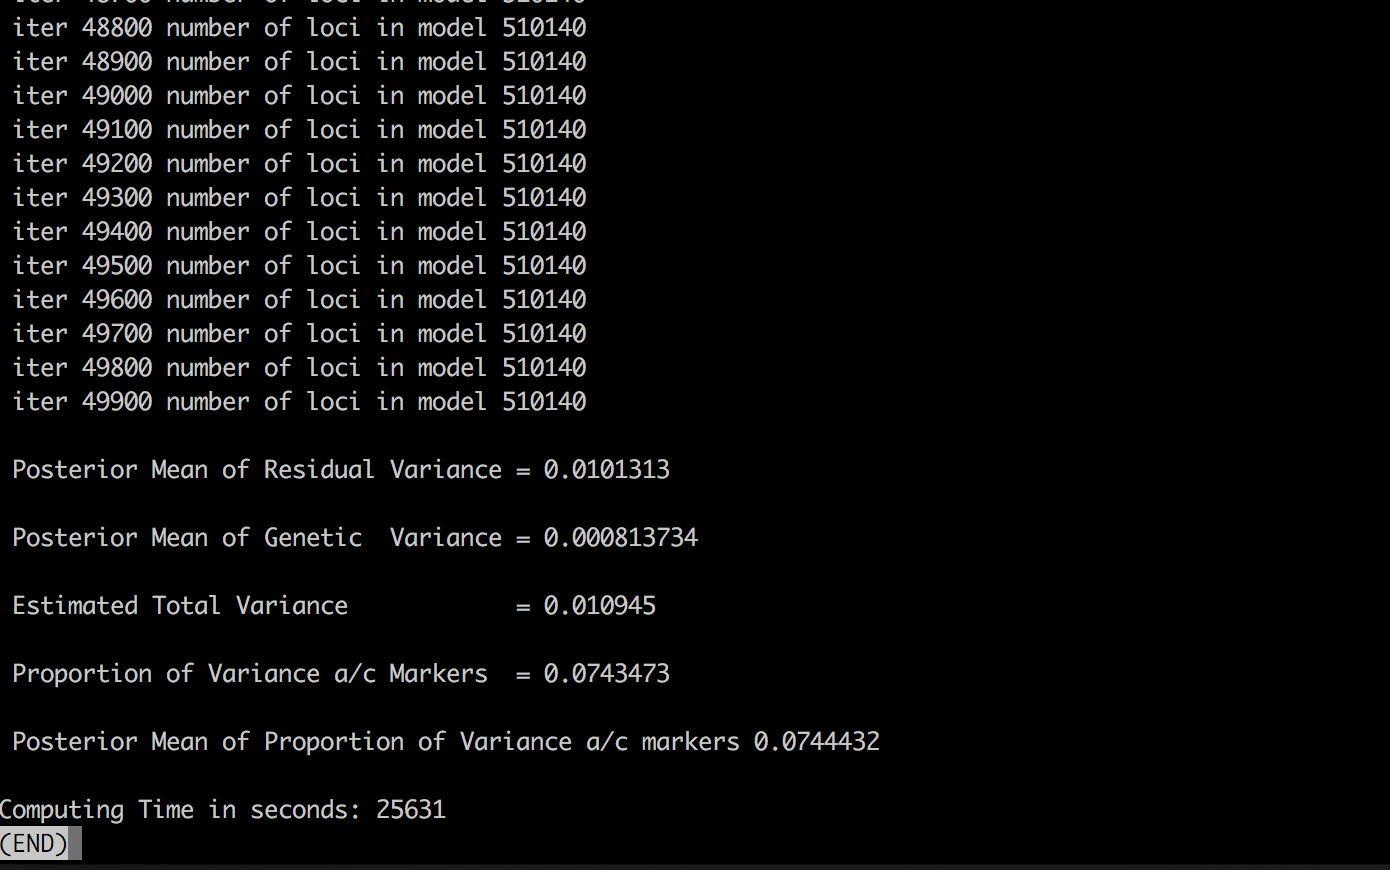 iter 48800 number of loci in model 510140
iter 48900 number of loci in model 510140
iter 49000 number of loci in model 510140
iter 49100 number of loci in model 510140
iter 49200 number of loci in model 510140
iter 49300 number of loci in model 510140
iter 49400 number of loci in model 510140
iter 49500 number of loci in model 510140
iter 49600 number of loci in model 510140
iter 49700 number of loci in model 510140
iter 49800 number of loci in model 510140
iter 49900 number of loci in model 510140
Posterior Mean of Residual Variance = 0.0101313
Posterior Mean of Genetic  Variance = 0.000813734
Estimated Total Variance            = 0.010945
Proportion of Variance a/c Markers  = 0.0743473
Posterior Mean of Proportion of Variance a/c markers 0.0744432
Computing Time in seconds: 25631
(END)